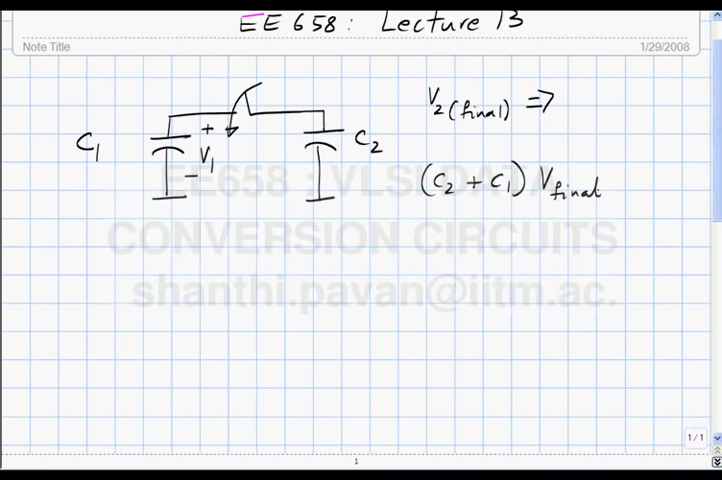 EE 658: Lecture 13
Note Title
1/29/2008
V2(final) ⇒
C1
+
V1
−
C2
(C2 + C1) Vfinal
EE658 : VLSI DATA
CONVERSION CIRCUITS
shanthi.pavan@iitm.ac.
1/1
1